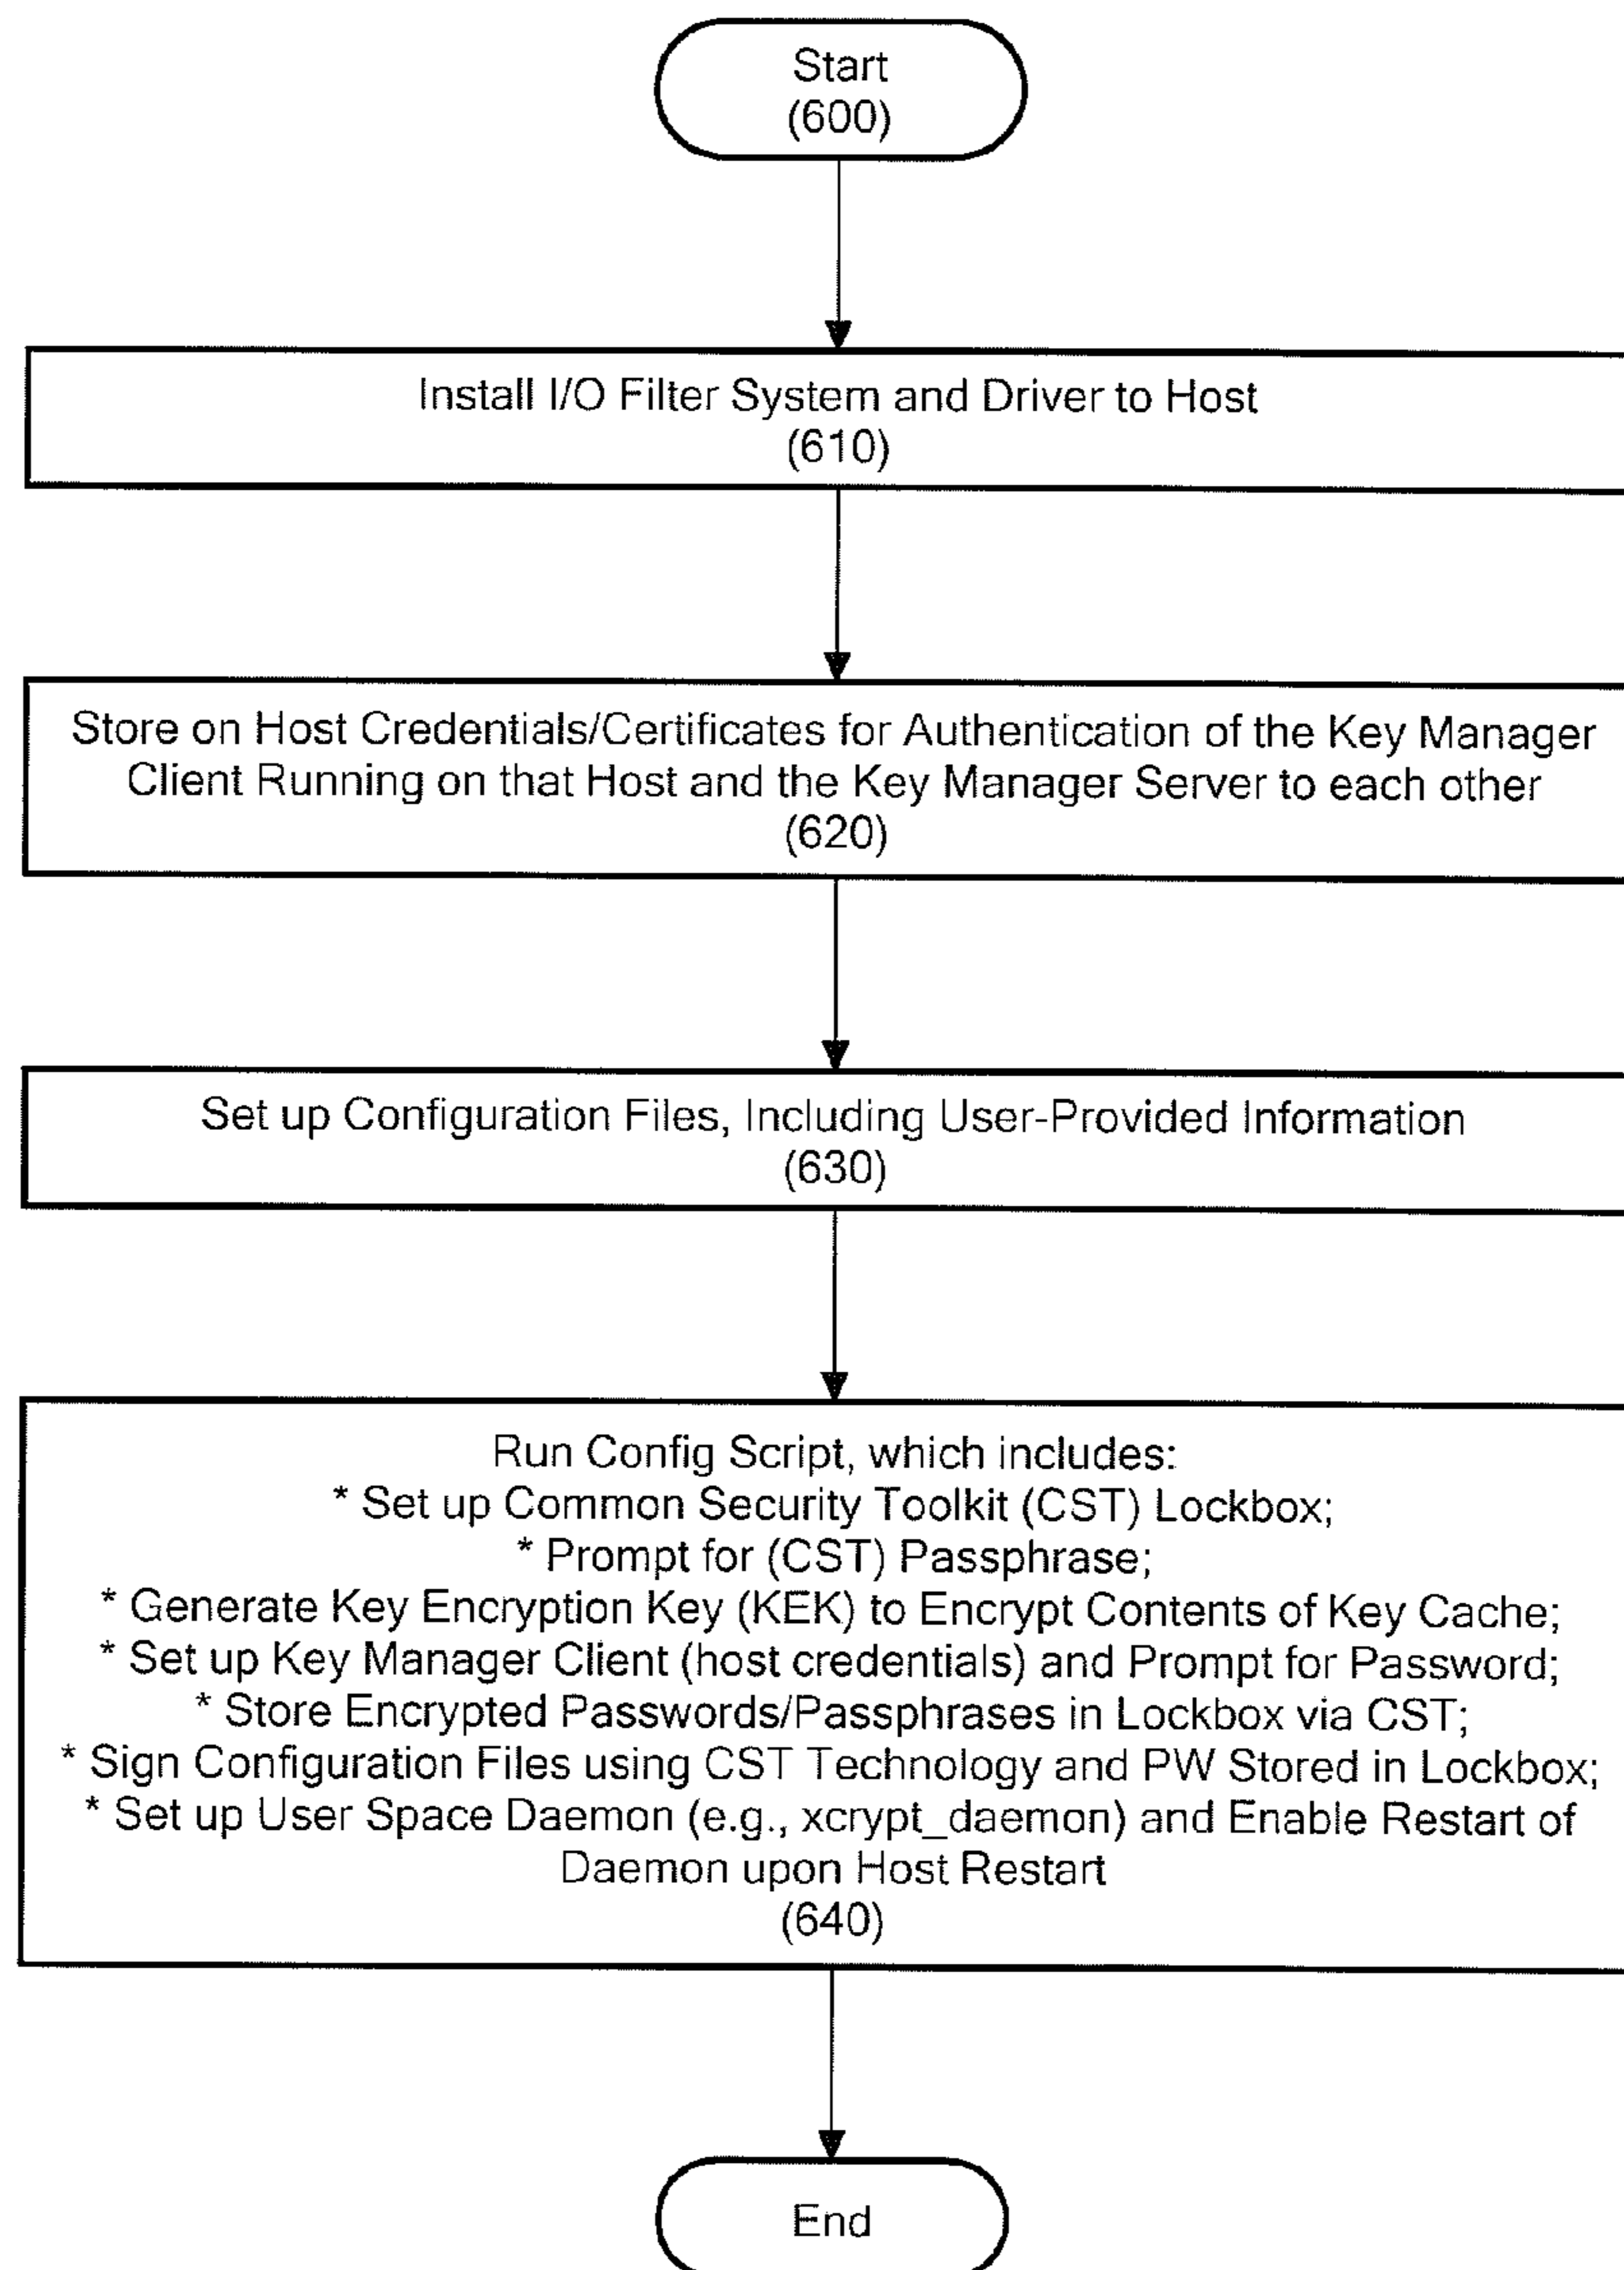 Start
(600)
Install I/O Filter System and Driver to Host
(610)
Store on Host Credentials/Certificates for Authentication of the Key Manager
Client Running on that Host and the Key Manager Server to each other
(620)
Set up Configuration Files, Including User-Provided Information
(630)
Run Config Script, which includes:
* Set up Common Security Toolkit (CST) Lockbox;
* Prompt for (CST) Passphrase;
* Generate Key Encryption Key (KEK) to Encrypt Contents of Key Cache;
* Set up Key Manager Client (host credentials) and Prompt for Password;
* Store Encrypted Passwords/Passphrases in Lockbox via CST;
* Sign Configuration Files using CST Technology and PW Stored in Lockbox;
* Set up User Space Daemon (e.g., xcrypt_daemon) and Enable Restart of
Daemon upon Host Restart
(640)
End